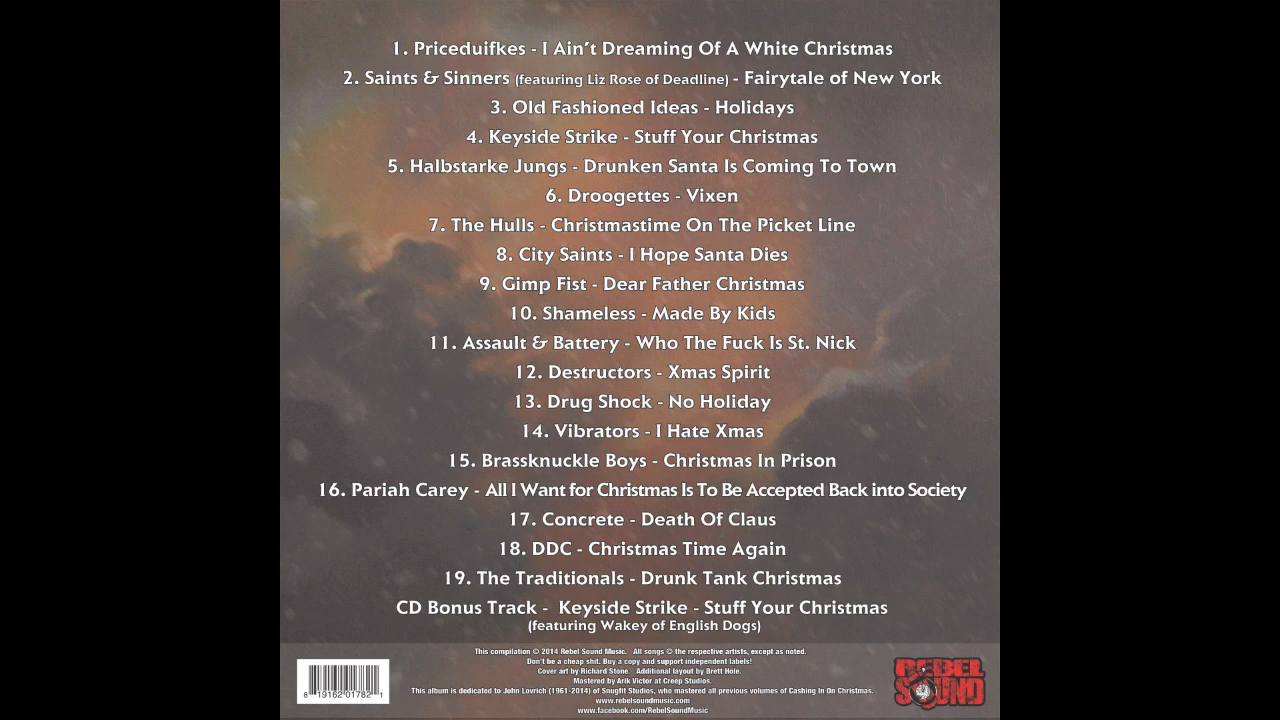 1. Priceduifkes - I Ain't Dreaming Of A White Christmas
2. Saints & Sinners (featuring Liz Rose of Deadline) - Fairytale of New York
3. Old Fashioned Ideas - Holidays
4. Keyside Strike - Stuff Your Christmas
5. Halbstarke Jungs - Drunken Santa Is Coming To Town
6. Droogettes - Vixen
7. The Hulls - Christmastime On The Picket Line
8. City Saints - I Hope Santa Dies
9. Gimp Fist - Dear Father Christmas
10. Shameless - Made By Kids
11. Assault & Battery - Who The Fuck Is St. Nick
12. Destructors - Xmas Spirit
13. Drug Shock - No Holiday
14. Vibrators - I Hate Xmas
15. Brassknuckle Boys - Christmas In Prison
16. Pariah Carey - All I Want for Christmas Is To Be Accepted Back into Society
17. Concrete - Death Of Claus
18. DDC - Christmas Time Again
19. The Traditionals - Drunk Tank Christmas
CD Bonus Track - Keyside Strike - Stuff Your Christmas
(featuring Wakey of English Dogs)
This compilation © 2014 Rebel Sound Music. All songs © the respective artists, except as noted.
Don't be a cheap shit. Buy a copy and support independent labels!
Cover art by Richard Stone. Additional layout by Brett Hole.
Mastered by Arik Victor at Creep Studios.
This album is dedicated to John Lovrich (1961-2014) of Snugfit Studios, who mastered all previous volumes of Cashing In On Christmas.
www.rebelsoundmusic.com
www.facebook.com/RebelSoundMusic
8 19162 01782 1
REBEL
SOUND